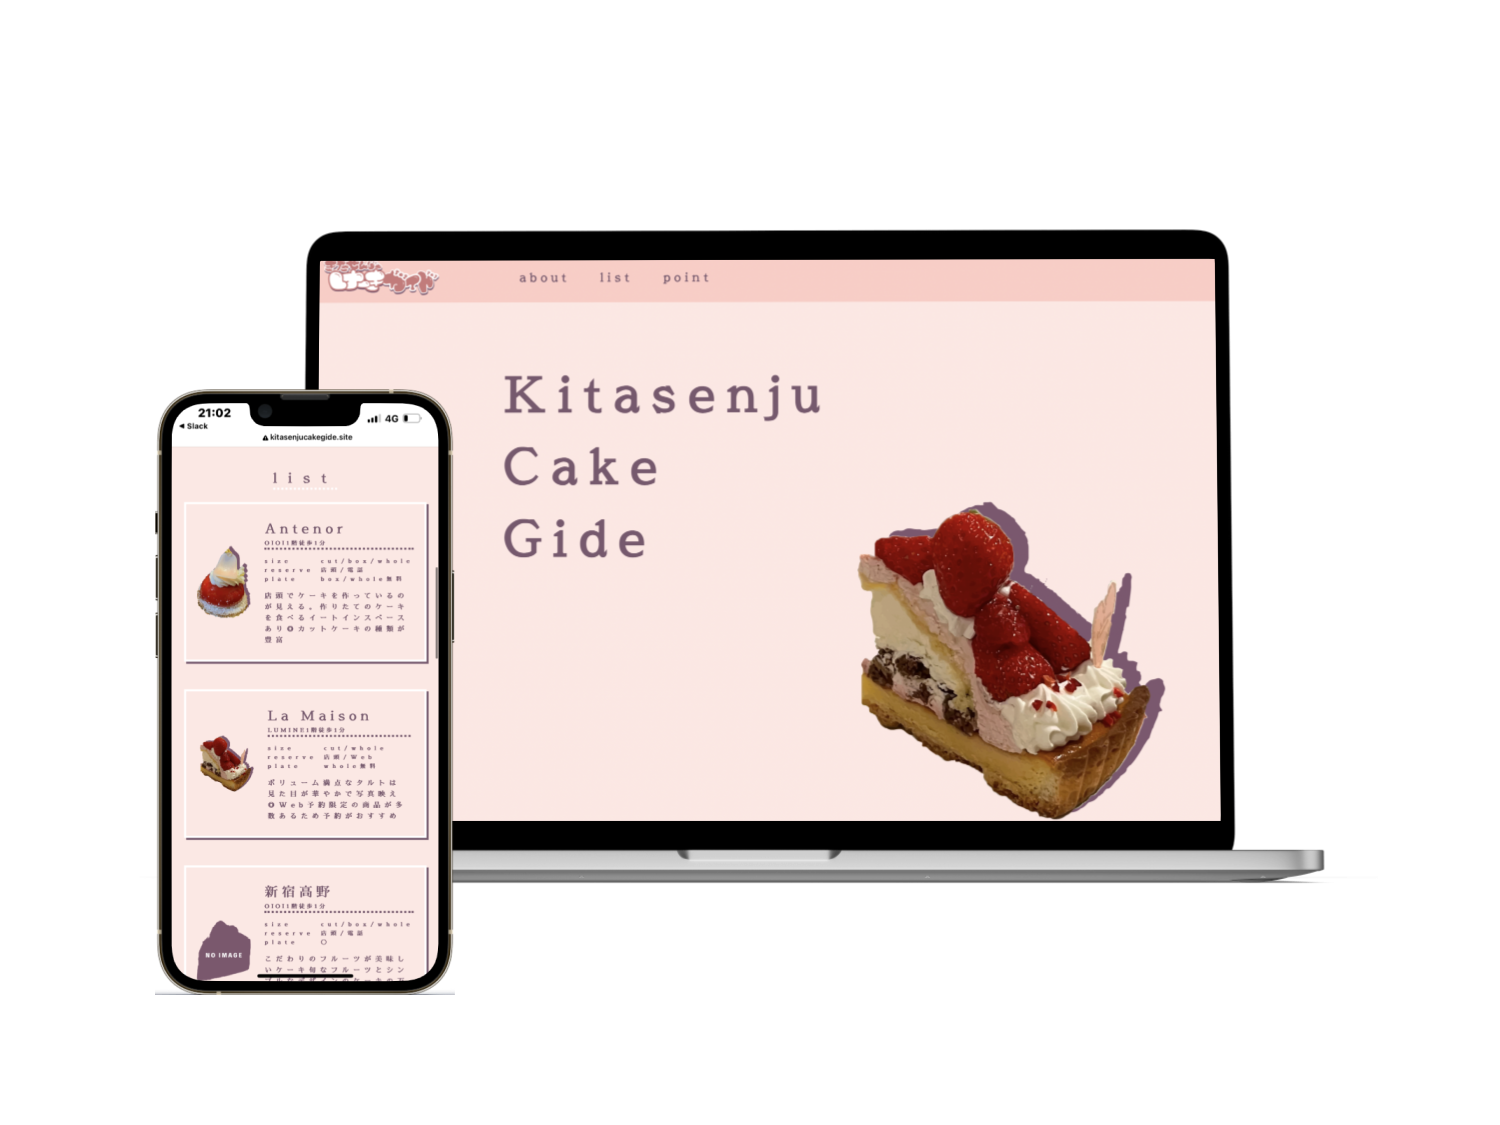 about list point
Kitasenju
Cake
Gide
21:02
4G
◀ Slack
kitasenjucakegide.site
list
Antenor
OIOI1階徒歩1分
size cut/box/whole
reserve 店頭/電話
plate box/whole無料
店頭でケーキを作っているの
が見える。作りたてのケーキ
を食べるイートインスペース
あり◎カットケーキの種類が
豊富
La Maison
LUMINE1階徒歩1分
size cut/whole
reserve 店頭/Web
plate whole無料
ボリューム満点なタルトは
見た目が華やかで写真映え
◎Web予約限定の商品が多
数あるため予約がおすすめ
新宿高野
OIOI1階徒歩1分
size cut/box/whole
reserve 店頭/電話
plate ○
NO IMAGE
こだわりのフルーツが美味し
いケーキ旬なフルーツとシン